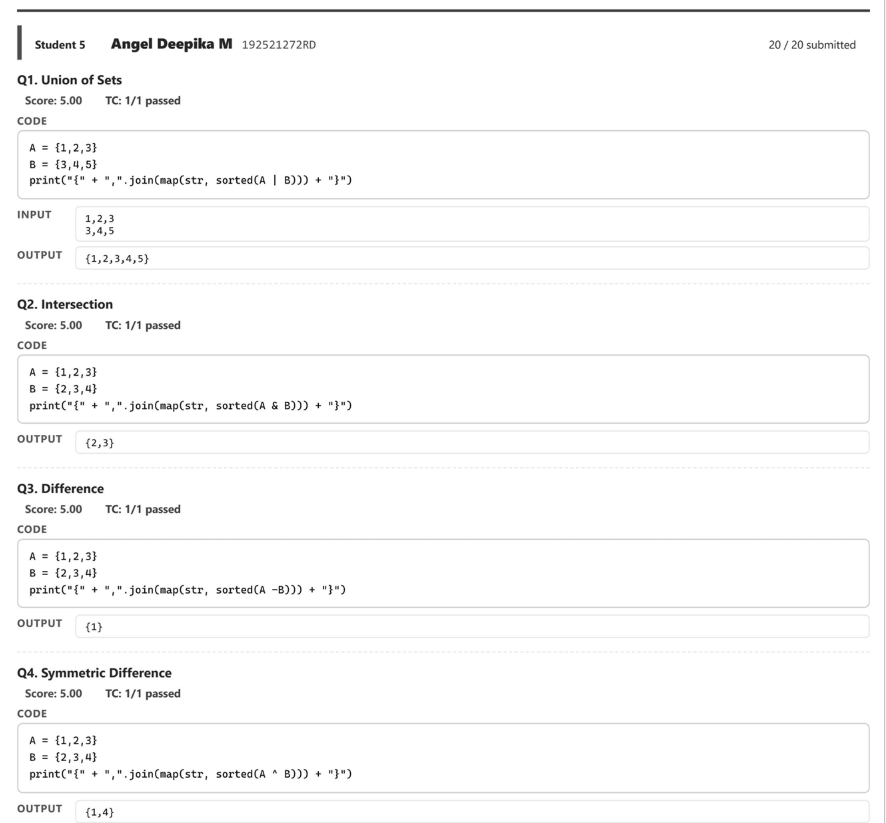 Student 5 Angel Deepika M 192521272RD 20 / 20 submitted
Q1. Union of Sets
Score: 5.00 TC: 1/1 passed
CODE
A = {1,2,3}
B = {3,4,5}
print("{" + ",".join(map(str, sorted(A | B))) + "}")
INPUT
1,2,3
3,4,5
OUTPUT
{1,2,3,4,5}
Q2. Intersection
Score: 5.00 TC: 1/1 passed
CODE
A = {1,2,3}
B = {2,3,4}
print("{" + ",".join(map(str, sorted(A & B))) + "}")
OUTPUT
{2,3}
Q3. Difference
Score: 5.00 TC: 1/1 passed
CODE
A = {1,2,3}
B = {2,3,4}
print("{" + ",".join(map(str, sorted(A -B))) + "}")
OUTPUT
{1}
Q4. Symmetric Difference
Score: 5.00 TC: 1/1 passed
CODE
A = {1,2,3}
B = {2,3,4}
print("{" + ",".join(map(str, sorted(A ^ B))) + "}")
OUTPUT
{1,4}